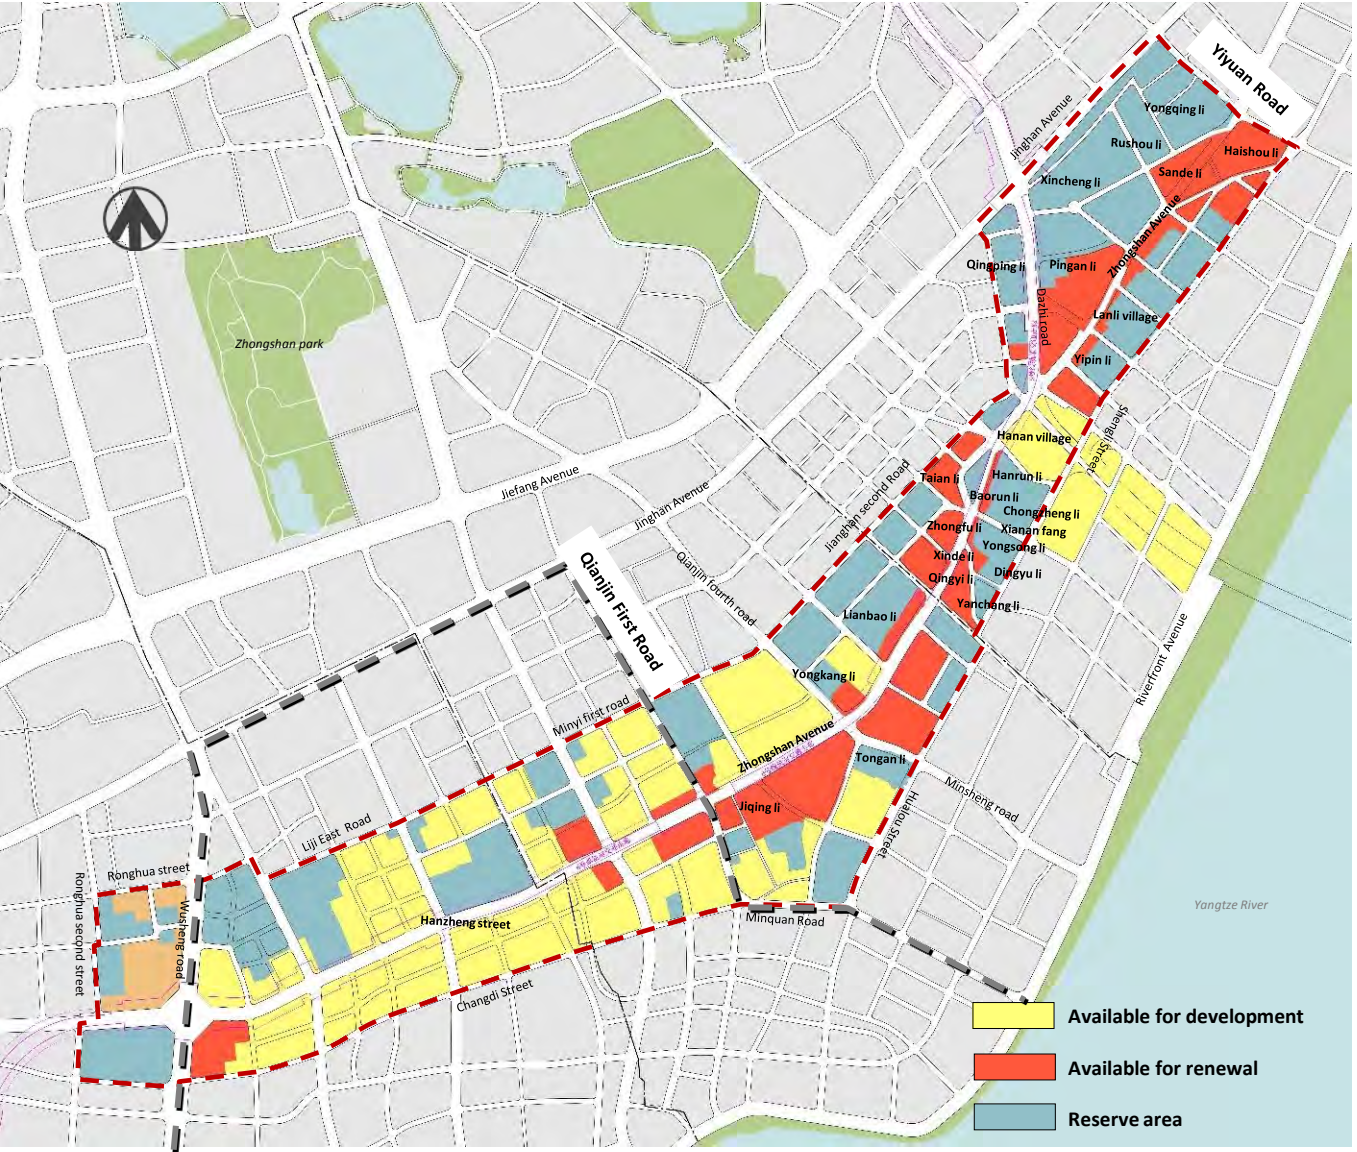 Yiyuan Road
Jinghan Avenue
Yongqing li
Rushou li
Haishou li
Sande li
Xincheng li
Zhongshan Avenue
Qingping li
Pingan li
Dazhi road
Lanli village
Zhongshan park
Yipin li
Shengli Street
Hanan village
Jiefang Avenue
Jinghan Avenue
Jianghan second Road
Taian li
Hanrun li
Baorun li
Chongzheng li
Zhongfu li
Xianan fang
Yongsong li
Xinde li
Qingyi li
Dingyu li
Qianjin First Road
Qianjin fourth road
Lianbao li
Yanchang li
Riverfront Avenue
Yongkang li
Minyi first road
Zhongshan Avenue
Tongan li
Minsheng road
Jiqing li
Hualou Street
Liji East Road
Ronghua street
Ronghua second street
Wusheng road
Hanzheng street
Minquan Road
Yangtze River
Changdi Street
Available for development
Available for renewal
Reserve area